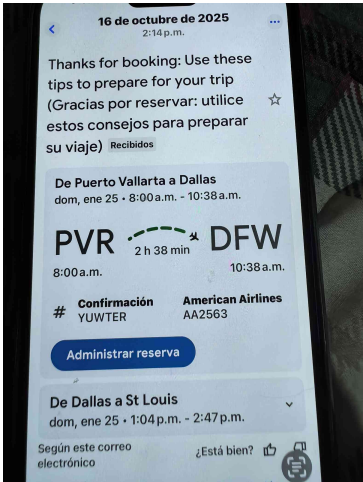 16 de octubre de 2025
2:14 p.m.
Thanks for booking: Use these
tips to prepare for your trip
(Gracias por reservar: utilice
estos consejos para preparar
su viaje) Recibidos
De Puerto Vallarta a Dallas
dom, ene 25 • 8:00 a.m. - 10:38 a.m.
PVR 2 h 38 min DFW
8:00 a.m. 10:38 a.m.
# Confirmación American Airlines
YUWTER AA2563
Administrar reserva
De Dallas a St Louis
dom, ene 25 • 1:04 p.m. - 2:47 p.m.
Según este correo ¿Está bien?
electrónico